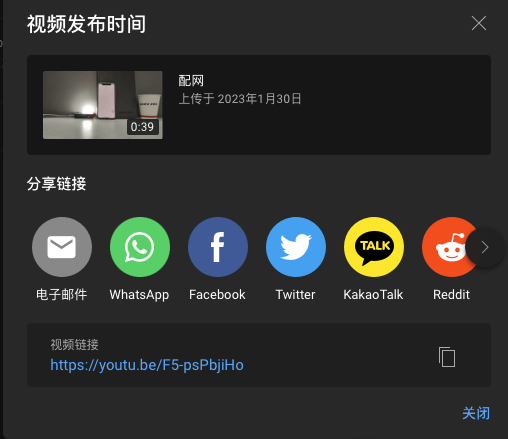 视频发布时间
配网
上传于 2023年1月30日
0:39
分享链接
TALK
电子邮件
WhatsApp
Facebook
Twitter
KakaoTalk
Reddit
视频链接
https://youtu.be/F5-psPbjiHo
关闭